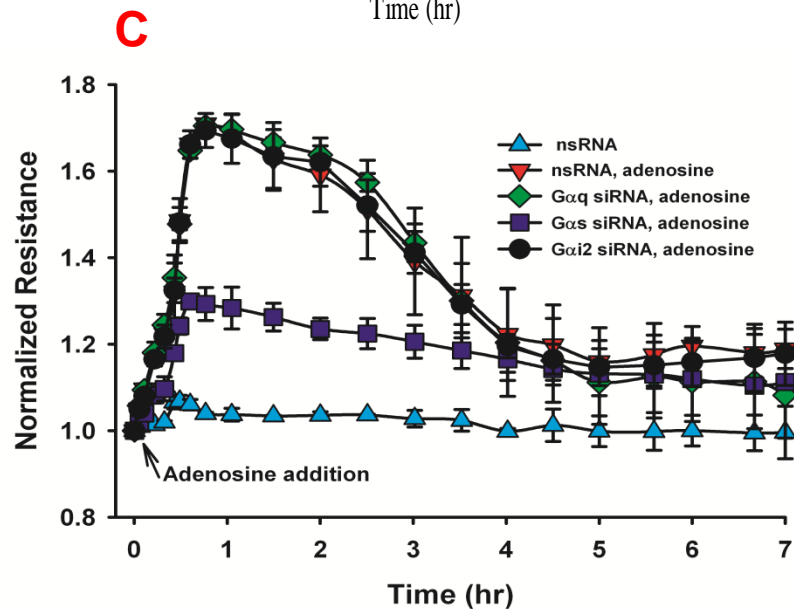 Time (hr)
C
1.8
1.6
1.4
1.2
1.0
0.8
Normalized Resistance
nsRNA
nsRNA, adenosine
Gαq siRNA, adenosine
Gαs siRNA, adenosine
Gαi2 siRNA, adenosine
Adenosine addition
0 1 2 3 4 5 6 7
Time (hr)